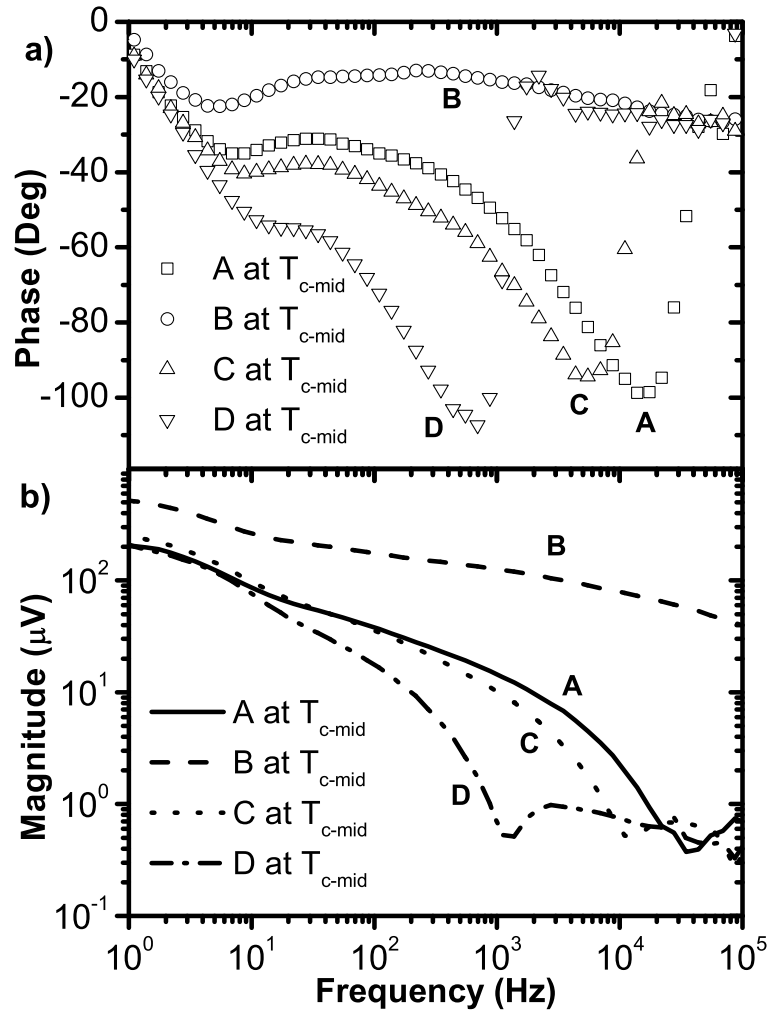 a)
0
-20
-40
-60
-80
-100
Phase (Deg)
B
A at Tc-mid
B at Tc-mid
C at Tc-mid
D at Tc-mid
D
C
A
b)
10^2
10^1
10^0
10^-1
Magnitude (μV)
B
A
C
D
A at Tc-mid
B at Tc-mid
C at Tc-mid
D at Tc-mid
10^0 10^1 10^2 10^3 10^4 10^5
Frequency (Hz)